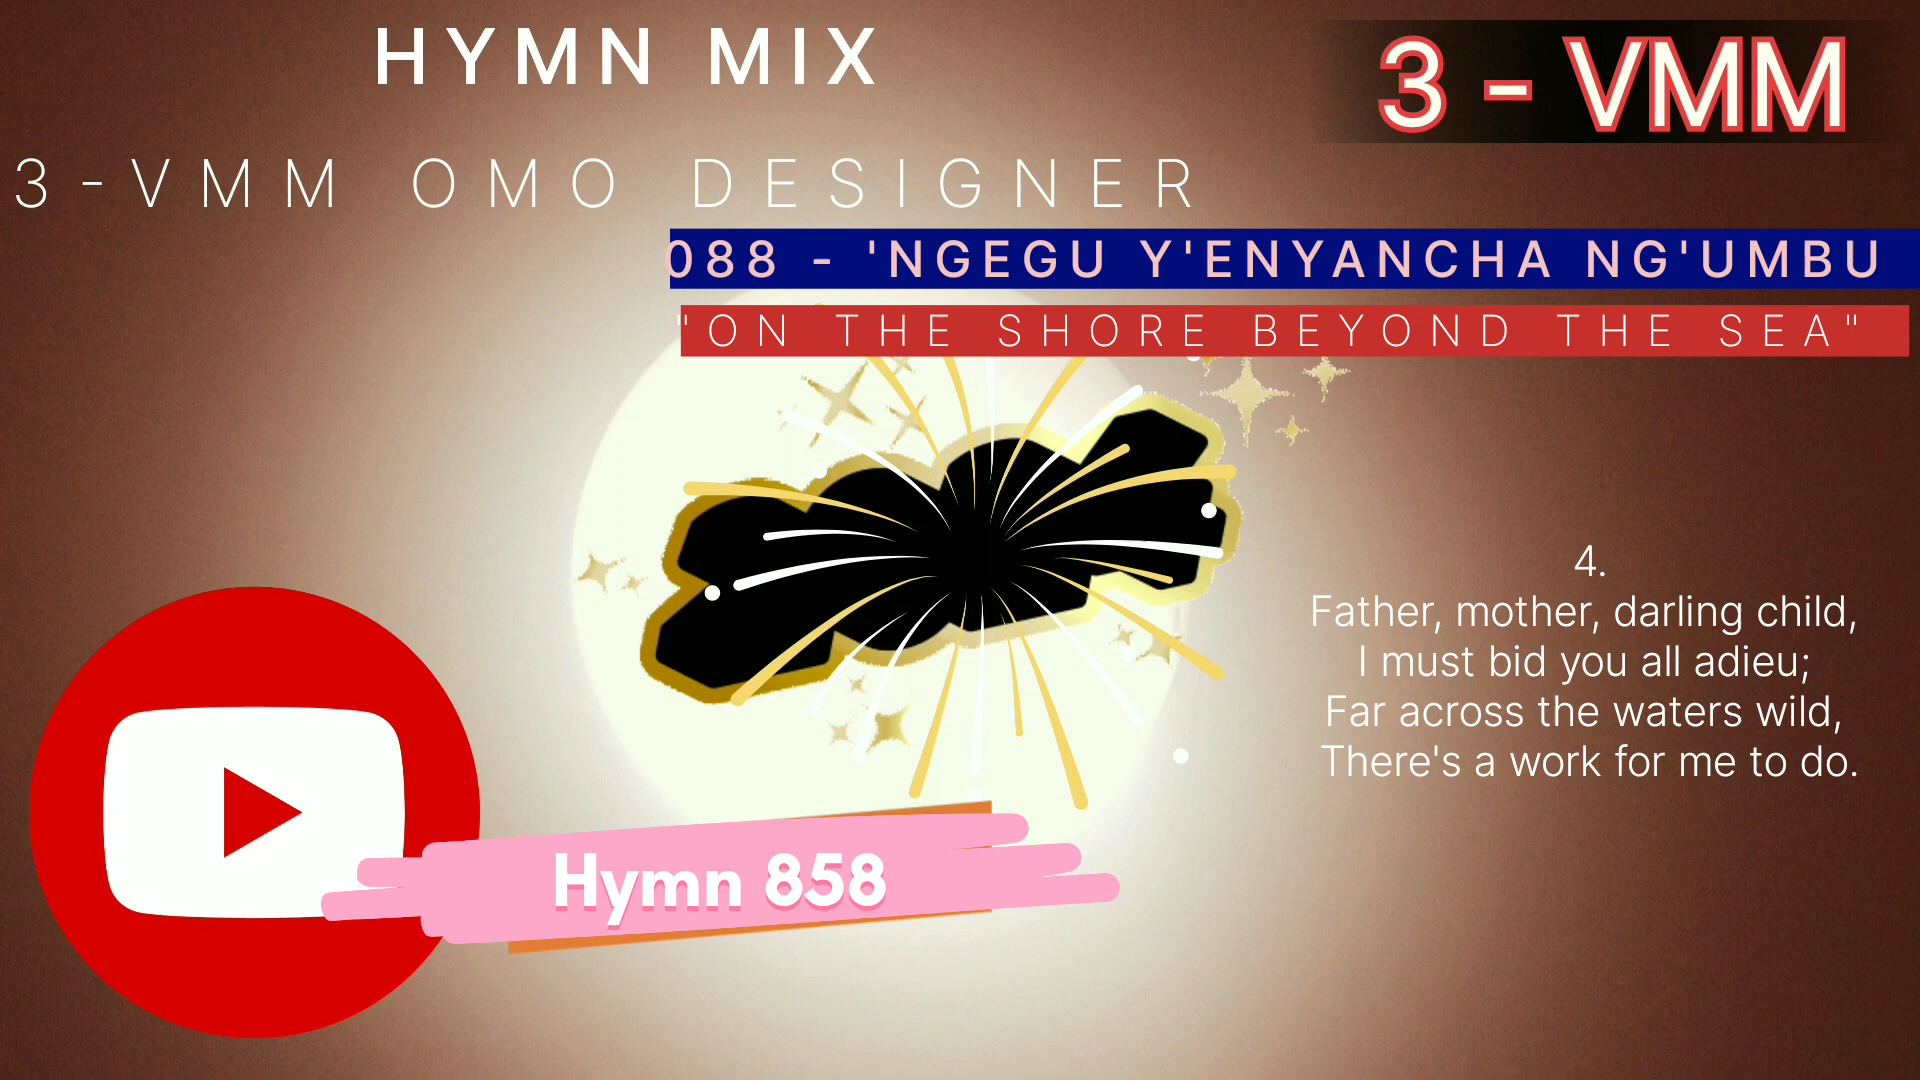 HYMN MIX
3 - VMM
3-VMM OMO DESIGNER
088 - 'NGEGU Y'ENYANCHA NG'UMBU
"ON THE SHORE BEYOND THE SEA"
4.
Father, mother, darling child,
I must bid you all adieu;
Far across the waters wild,
There's a work for me to do.
Hymn 858